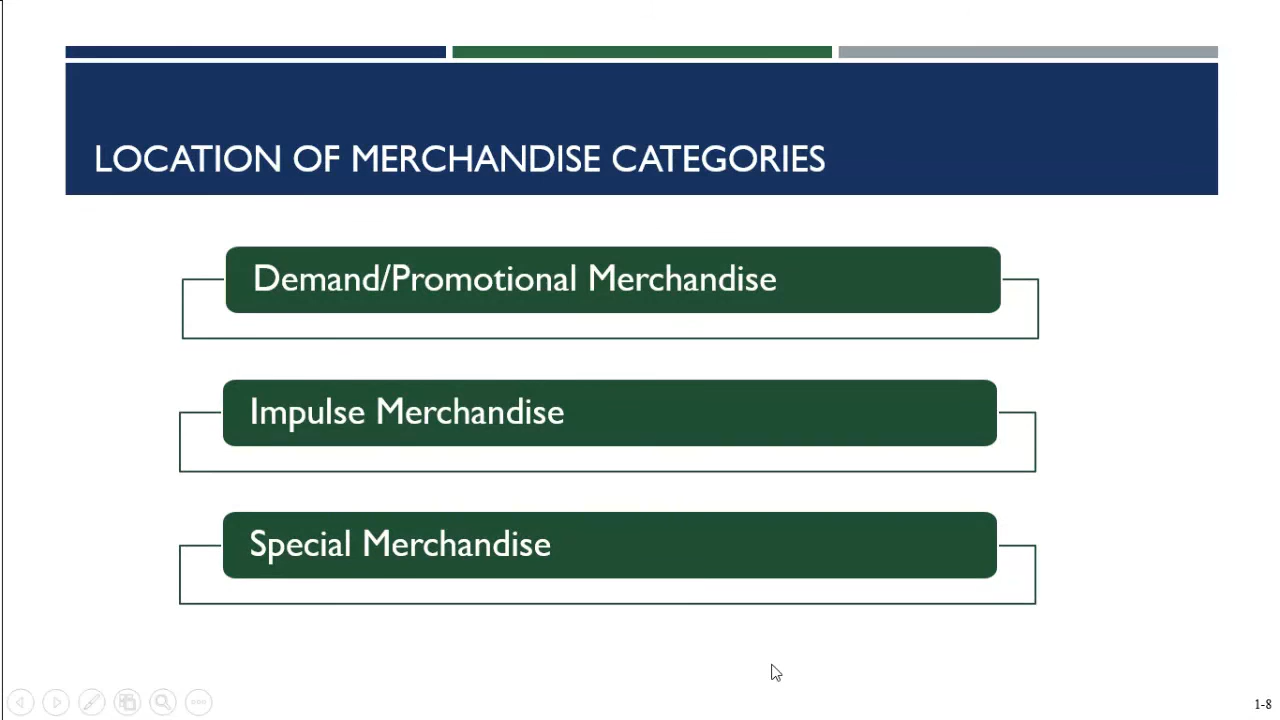 LOCATION OF MERCHANDISE CATEGORIES
Demand/Promotional Merchandise
Impulse Merchandise
Special Merchandise
1-8